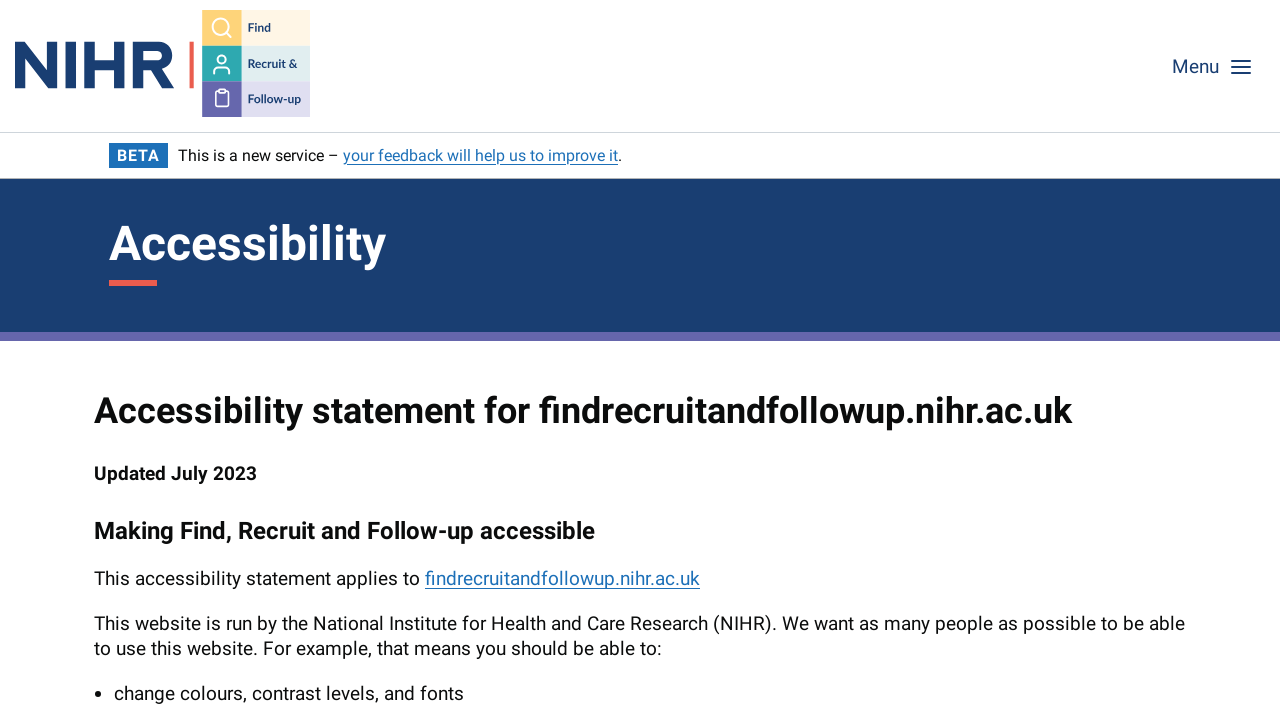 NIHR
Find
Recruit &
Follow-up
Menu
BETA This is a new service – your feedback will help us to improve it.
Accessibility
Accessibility statement for findrecruitandfollowup.nihr.ac.uk
Updated July 2023
Making Find, Recruit and Follow-up accessible
This accessibility statement applies to findrecruitandfollowup.nihr.ac.uk
This website is run by the National Institute for Health and Care Research (NIHR). We want as many people as possible to be able
to use this website. For example, that means you should be able to:
• change colours, contrast levels, and fonts